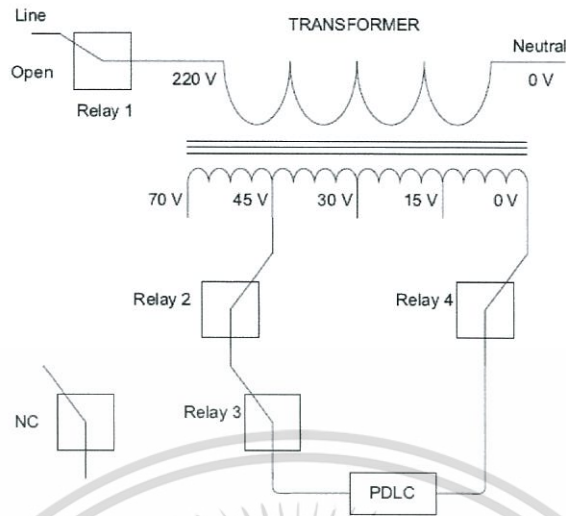 Line
TRANSFORMER
Neutral
Open
220 V
0 V
Relay 1
70 V
45 V
30 V
15 V
0 V
Relay 2
Relay 4
NC
Relay 3
PDLC